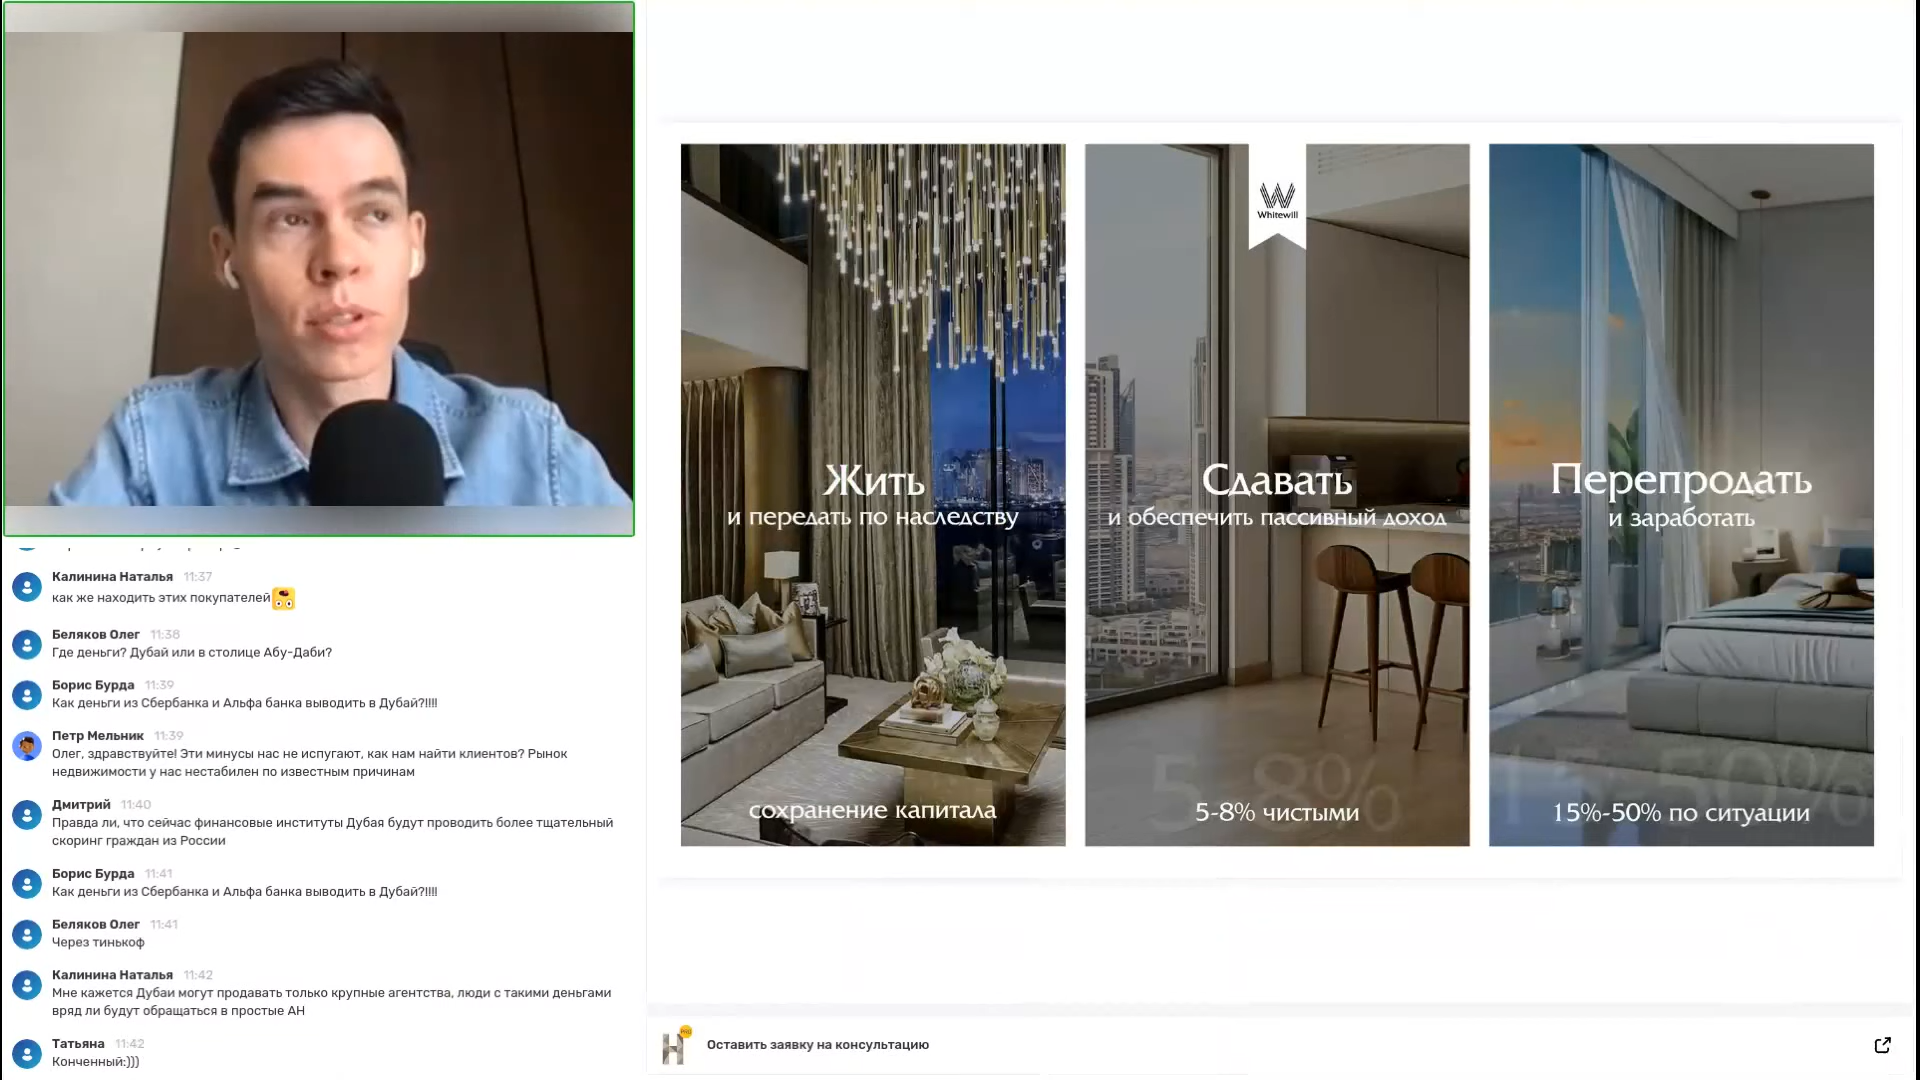 Калинина Наталья 11:37
как же находить этих покупателей
Беляков Олег 11:38
Где деньги? Дубай или в столице Абу-Даби?
Борис Бурда 11:39
Как деньги из Сбербанка и Альфа банка выводить в Дубай?!!!!
Петр Мельник 11:39
Олег, здравствуйте! Эти минусы нас не испугают, как нам найти клиентов? Рынок
недвижимости у нас нестабилен по известным причинам
Дмитрий 11:40
Правда ли, что сейчас финансовые институты Дубая будут проводить более тщательный
скоринг граждан из России
Борис Бурда 11:41
Как деньги из Сбербанка и Альфа банка выводить в Дубай?!!!!
Беляков Олег 11:41
Через тинькоф
Калинина Наталья 11:42
Мне кажется Дубаи могут продавать только крупные агентства, люди с такими деньгами
вряд ли будут обращаться в простые АН
Татьяна 11:42
Конченный:)))
Жить
и передать по наследству
сохранение капитала
Whitewill
Сдавать
и обеспечить пассивный доход
5-8%
5-8% чистыми
Перепродать
и заработать
15-50%
15%-50% по ситуации
Оставить заявку на консультацию